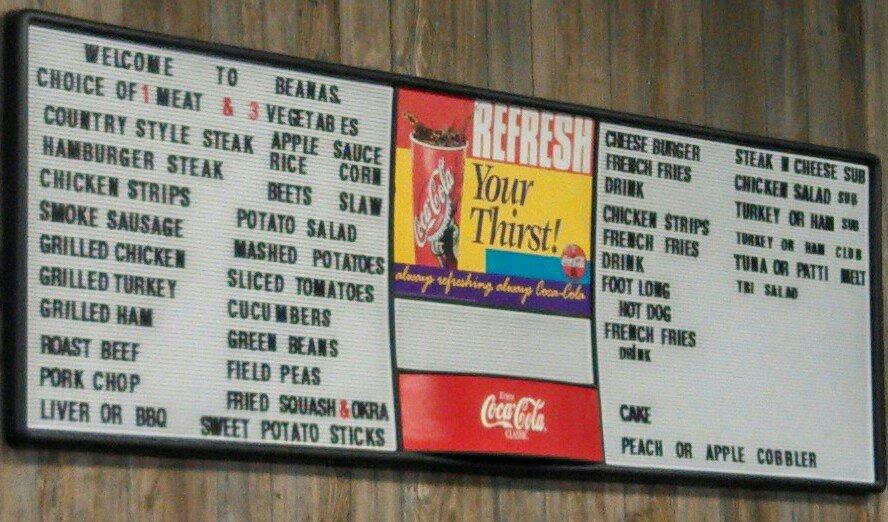 WELCOME TO BEANAS.
CHOICE OF 1 MEAT & 3 VEGETAB ES
COUNTRY STYLE STEAK
HAMBURGER STEAK
CHICKEN STRIPS
SMOKE SAUSAGE
GRILLED CHICKEN
GRILLED TURKEY
GRILLED HAM
ROAST BEEF
PORK CHOP
LIVER OR BBQ
APPLE SAUCE
RICE CORN
BEETS SLAW
POTATO SALAD
MASHED POTATOES
SLICED TOMATOES
CUCUMBERS
GREEN BEANS
FIELD PEAS
FRIED SQUASH & OKRA
SWEET POTATO STICKS
REFRESH
Your
Thirst!
Coca-Cola
always refreshing always Coca-Cola
Enjoy
Coca-Cola
CLASSIC
CHEESE BURGER
FRENCH FRIES
DRINK
CHICKEN STRIPS
FRENCH FRIES
DRINK
FOOT LONG
HOT DOG
FRENCH FRIES
DRINK
CAKE
PEACH OR APPLE COBBLER
STEAK N CHEESE SUB
CHICKEN SALAD SUB
TURKEY OR HAM SUB
TURKEY OR HAM CLUB
TUNA OR PATTI MELT
TRI SALAD